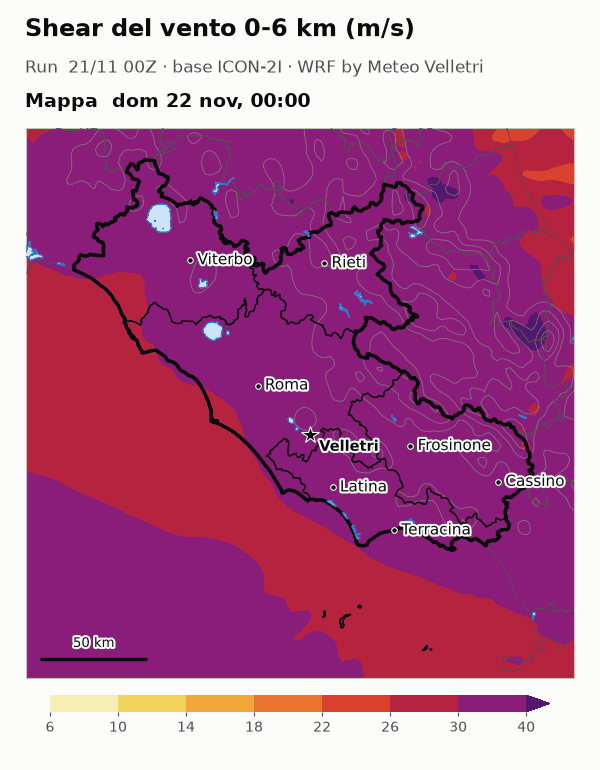 Shear del vento 0-6 km (m/s)
Run  21/11 00Z · base ICON-2I · WRF by Meteo Velletri
Mappa  dom 22 nov, 00:00
Viterbo
Rieti
Roma
Velletri
Frosinone
Cassino
Latina
Terracina
50 km
6 10 14 18 22 26 30 40